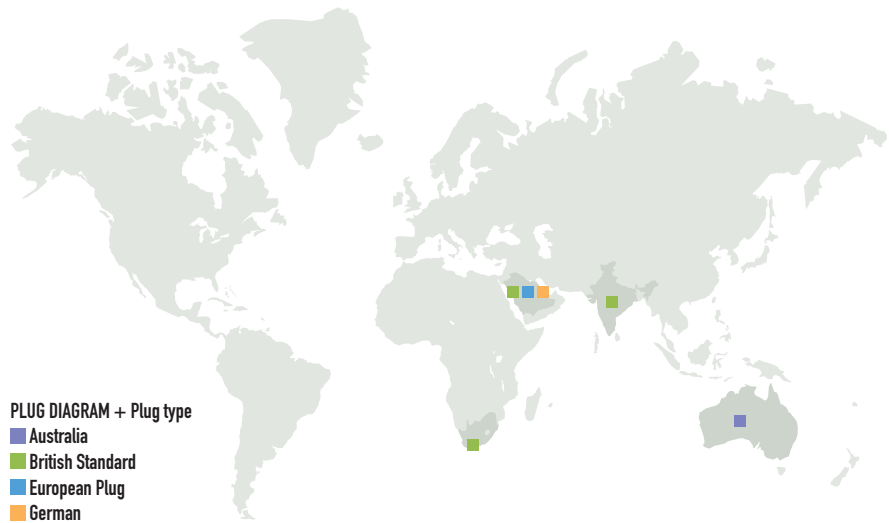 PLUG DIAGRAM + Plug type
Australia
British Standard
European Plug
German